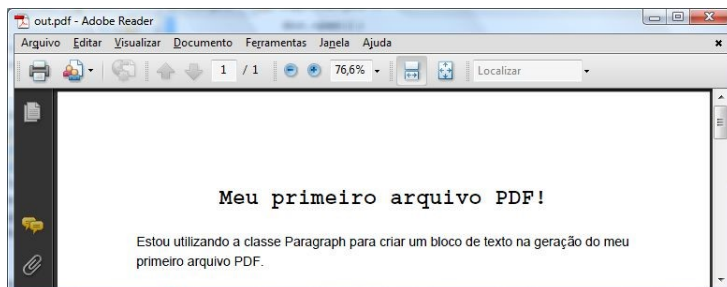 out.pdf - Adobe Reader
Arquivo Editar Visualizar Documento Ferramentas Janela Ajuda
1 / 1 76,6% Localizar
Meu primeiro arquivo PDF!
Estou utilizando a classe Paragraph para criar um bloco de texto na geração do meu
primeiro arquivo PDF.